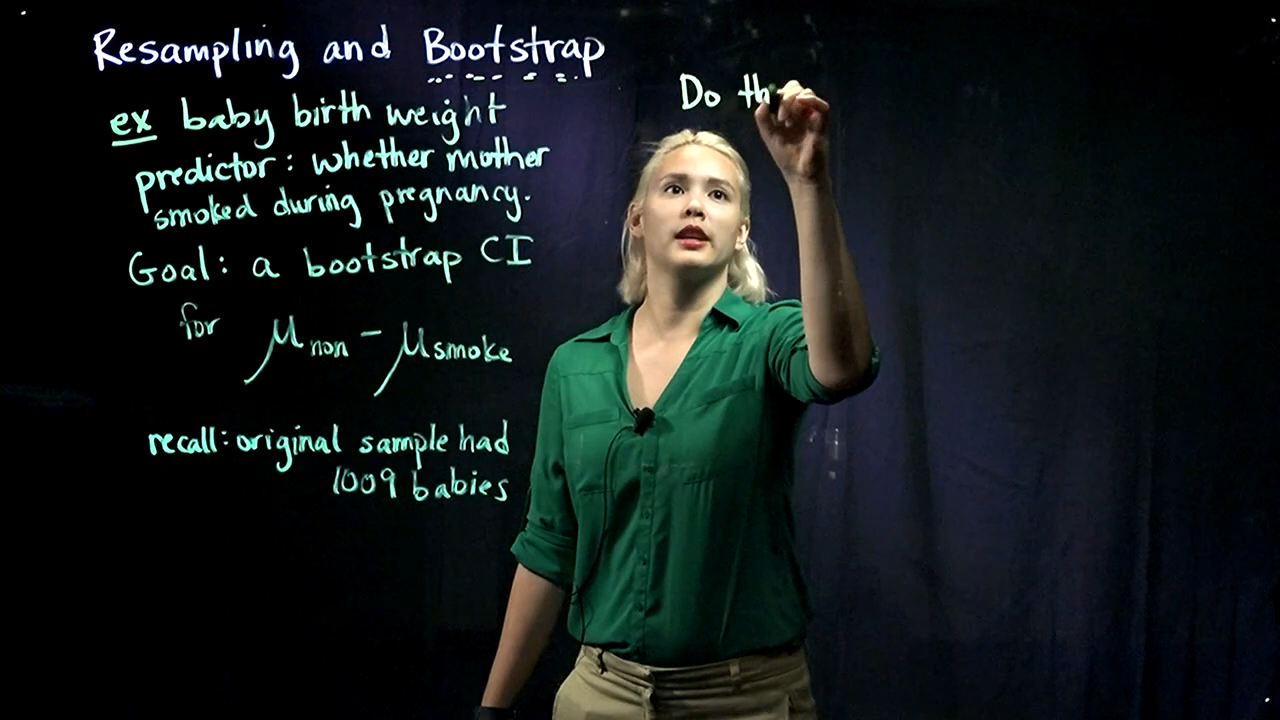 Resampling and Bootstrap
ex baby birth weight
predictor: whether mother
smoked during pregnancy.
Goal: a bootstrap CI
for μnon - μsmoke
recall: original sample had
1009 babies
Do th